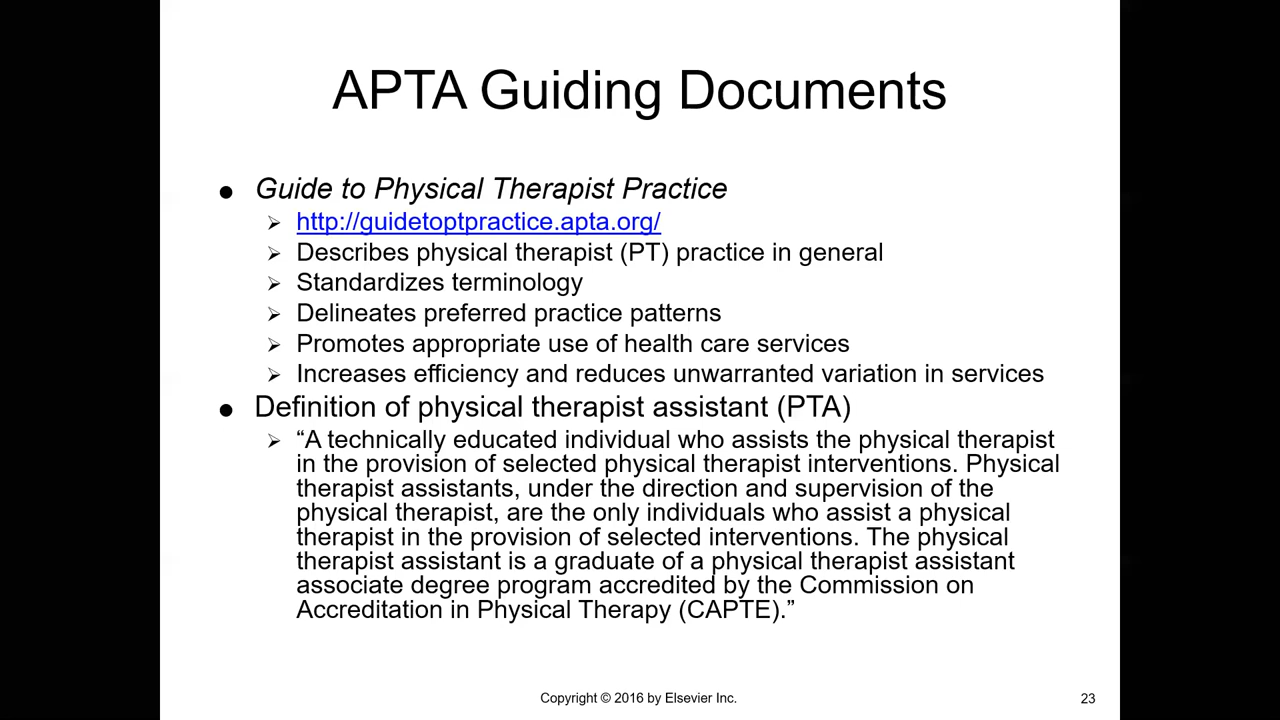 APTA Guiding Documents
● Guide to Physical Therapist Practice
➢ http://guidetoptpractice.apta.org/
➢ Describes physical therapist (PT) practice in general
➢ Standardizes terminology
➢ Delineates preferred practice patterns
➢ Promotes appropriate use of health care services
➢ Increases efficiency and reduces unwarranted variation in services
● Definition of physical therapist assistant (PTA)
➢ “A technically educated individual who assists the physical therapist
in the provision of selected physical therapist interventions. Physical
therapist assistants, under the direction and supervision of the
physical therapist, are the only individuals who assist a physical
therapist in the provision of selected interventions. The physical
therapist assistant is a graduate of a physical therapist assistant
associate degree program accredited by the Commission on
Accreditation in Physical Therapy (CAPTE).”
Copyright © 2016 by Elsevier Inc.
23